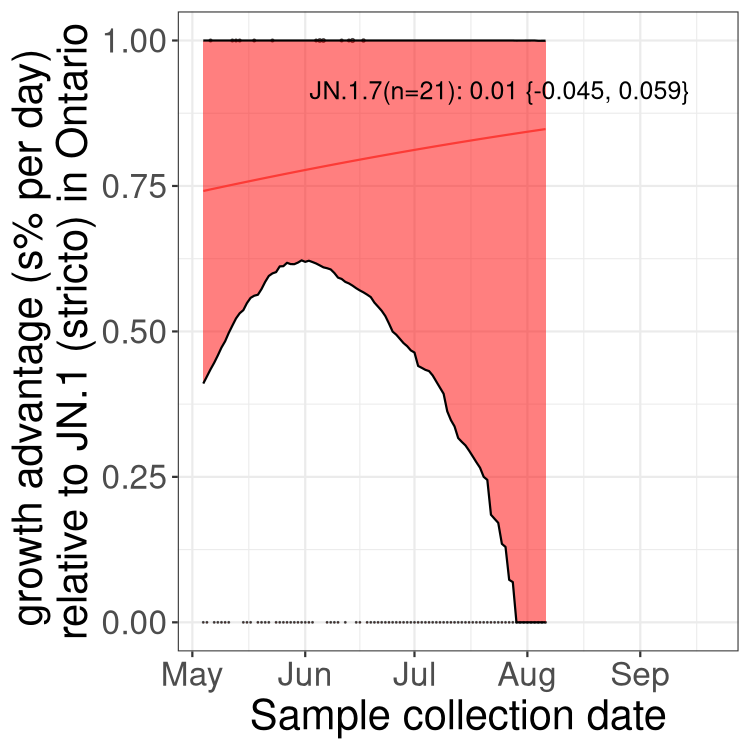 growth advantage (s% per day)
relative to JN.1 (stricto) in Ontario
1.00
0.75
0.50
0.25
0.00
JN.1.7(n=21): 0.01 {-0.045, 0.059}
May Jun Jul Aug Sep
Sample collection date